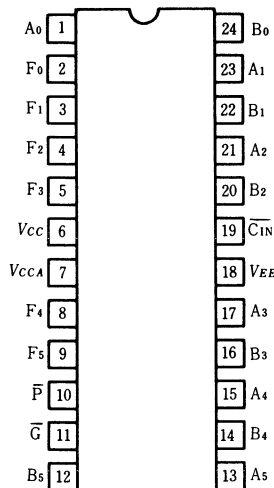 A0 1 24 B0
F0 2 23 A1
F1 3 22 B1
F2 4 21 A2
F3 5 20 B2
VCC 6 19 C̅I̅N̅
VCCA 7 18 VEE
F4 8 17 A3
F5 9 16 B3
P̅ 10 15 A4
G̅ 11 14 B4
B5 12 13 A5